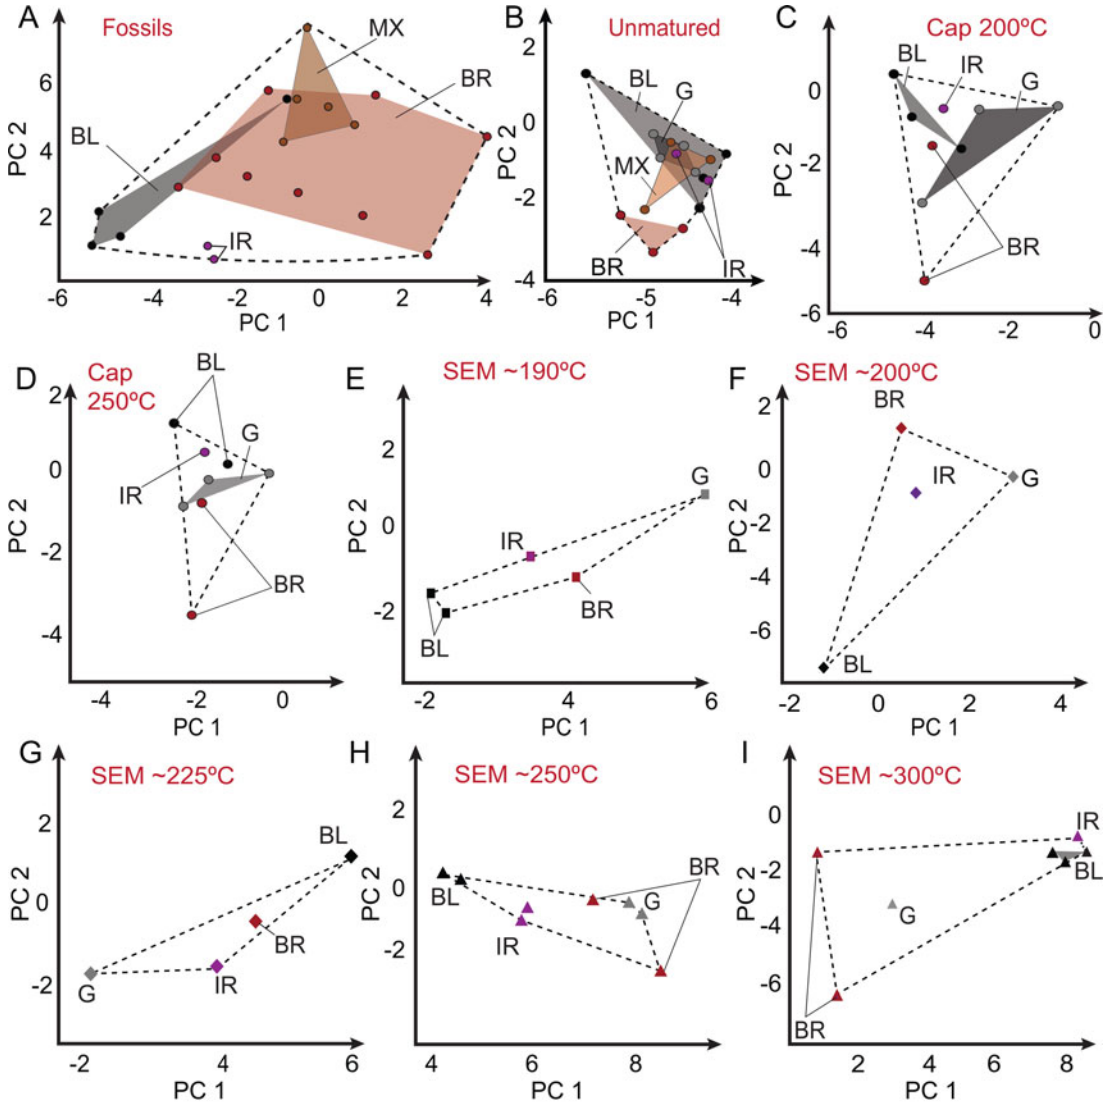 A
Fossils
MX
BR
BL
IR
6
4
2
PC 2
-6
-4
-2
0
2
4
PC 1
B
Unmatured
BL
G
MX
BR
IR
2
0
-2
-4
PC 2
-6
-5
-4
PC 1
C
Cap 200ºC
BL
IR
G
BR
0
-2
-4
-6
PC 2
-6
-4
-2
0
PC 1
D
Cap
250ºC
BL
G
IR
BR
2
0
-2
-4
PC 2
-4
-2
0
PC 1
E
SEM ~190ºC
G
IR
BR
BL
2
0
-2
PC 2
-2
4
6
PC 1
F
SEM ~200ºC
BR
IR
G
BL
2
0
-2
-4
-6
PC 2
-2
0
2
4
PC 1
G
SEM ~225ºC
BL
BR
IR
G
2
0
-2
PC 2
-2
4
6
PC 1
H
SEM ~250ºC
BR
BL
G
IR
2
0
-2
PC 2
4
6
8
PC 1
I
SEM ~300ºC
IR
BL
G
BR
0
-2
-4
-6
PC 2
2
6
4
8
PC 1